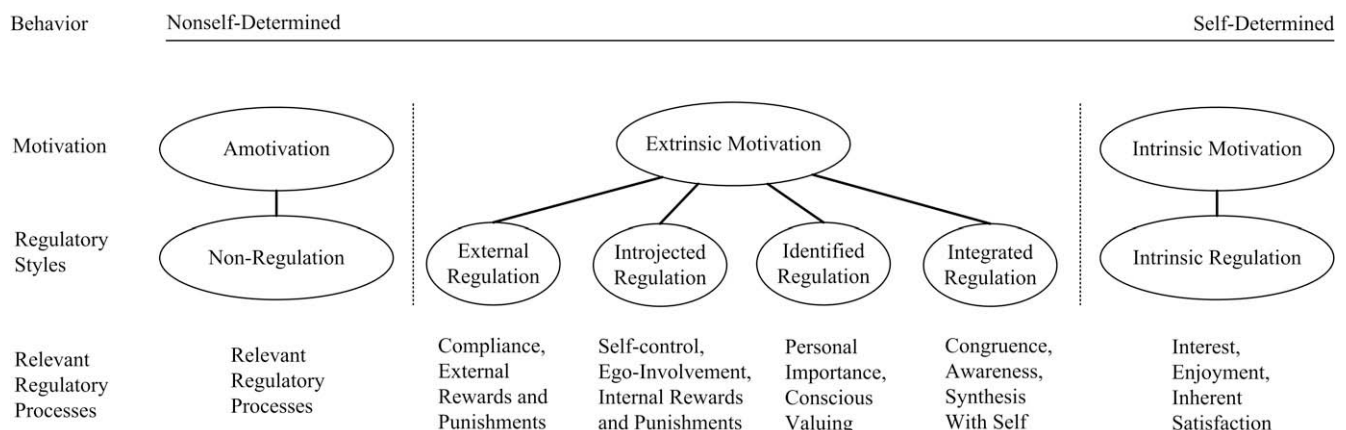 Behavior
Nonself-Determined
Self-Determined
Motivation
Amotivation
Extrinsic Motivation
Intrinsic Motivation
Regulatory
Styles
Non-Regulation
External
Regulation
Introjected
Regulation
Identified
Regulation
Integrated
Regulation
Intrinsic Regulation
Relevant
Regulatory
Processes
Relevant
Regulatory
Processes
Compliance,
External
Rewards and
Punishments
Self-control,
Ego-Involvement,
Internal Rewards
and Punishments
Personal
Importance,
Conscious
Valuing
Congruence,
Awareness,
Synthesis
With Self
Interest,
Enjoyment,
Inherent
Satisfaction